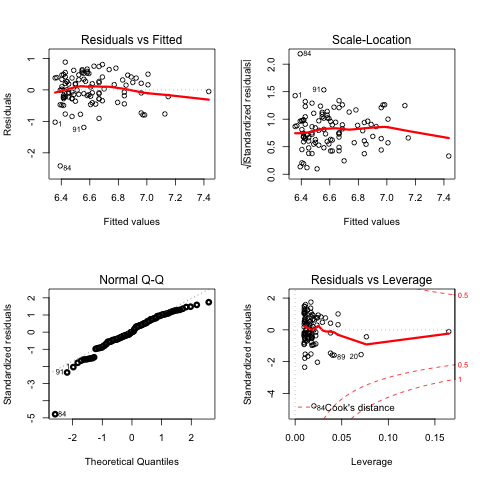 Residuals vs Fitted
Residuals
1
0
-1
-2
1
91
84
6.4 6.6 6.8 7.0 7.2 7.4
Fitted values
Scale-Location
√|Standardized residuals|
2.0
1.5
1.0
0.5
0.0
84
1
91
6.4 6.6 6.8 7.0 7.2 7.4
Fitted values
Normal Q-Q
Standardized residuals
2
1
0
-1
-3
-5
1
91
84
-2 -1 0 1 2
Theoretical Quantiles
Residuals vs Leverage
Standardized residuals
2
0
-2
-4
0.5
0.5
1
89 20
84
Cook's distance
0.00 0.05 0.10 0.15
Leverage